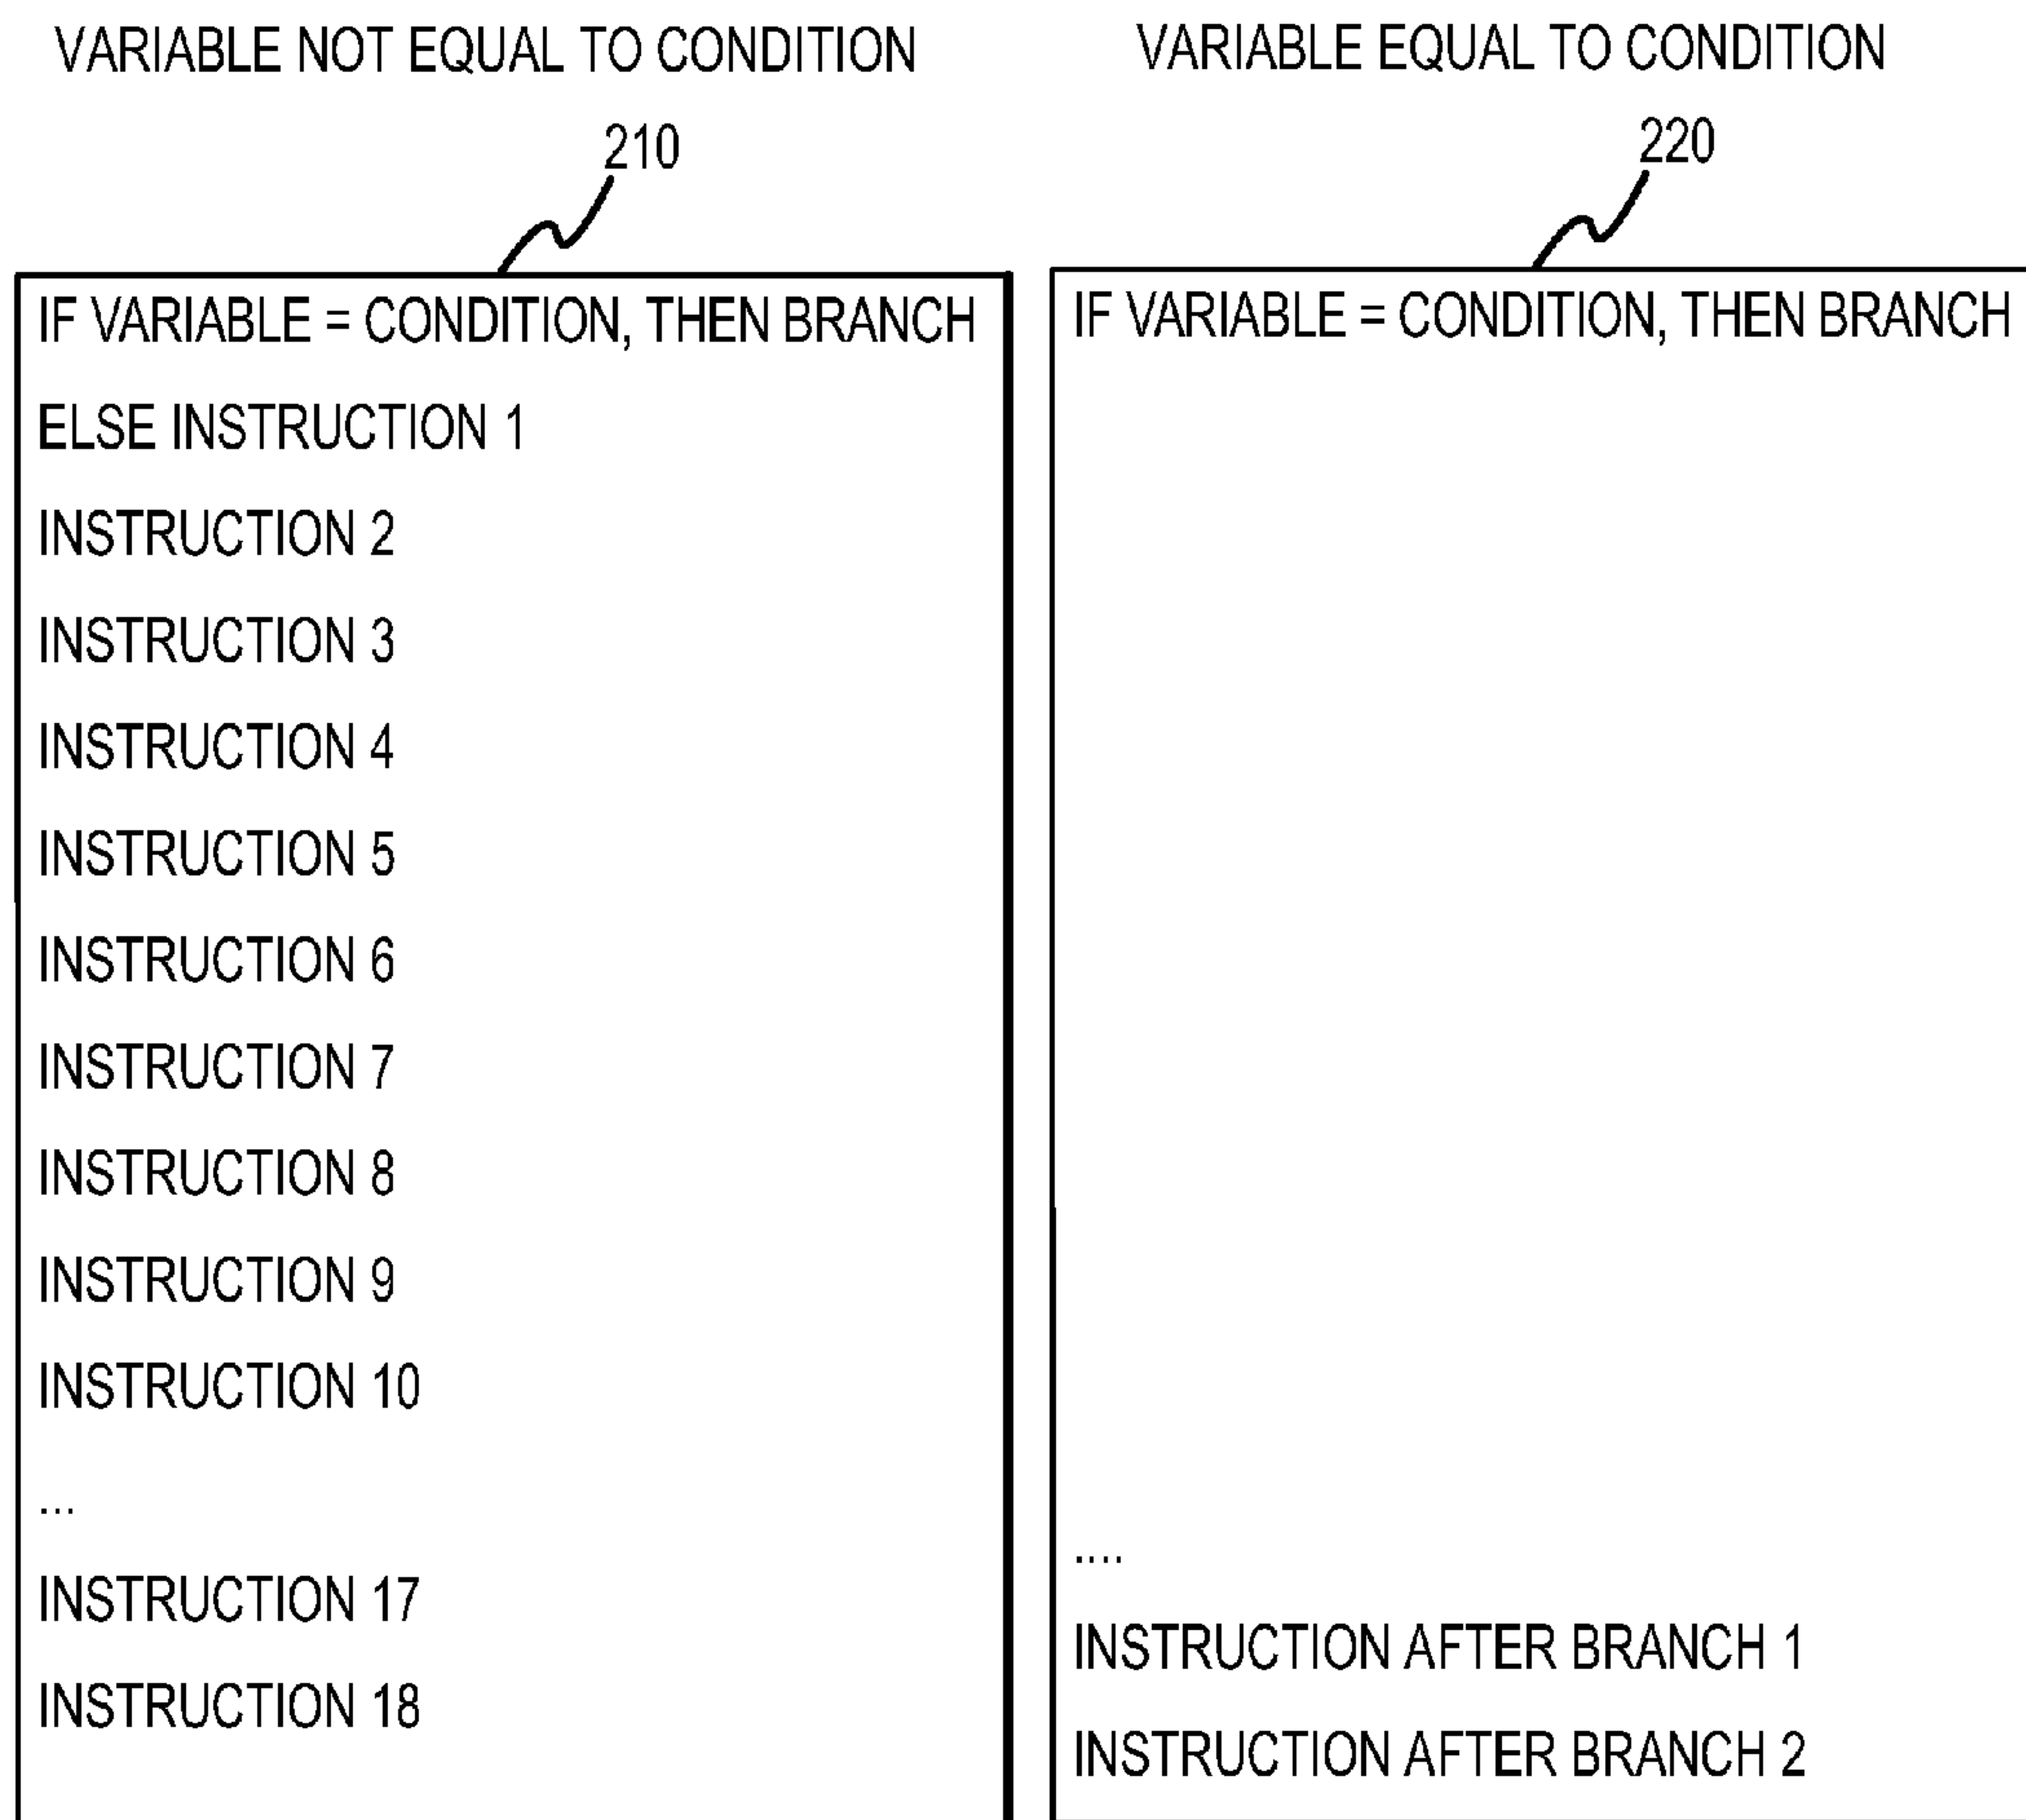 VARIABLE NOT EQUAL TO CONDITION
210
IF VARIABLE = CONDITION, THEN BRANCH
ELSE INSTRUCTION 1
INSTRUCTION 2
INSTRUCTION 3
INSTRUCTION 4
INSTRUCTION 5
INSTRUCTION 6
INSTRUCTION 7
INSTRUCTION 8
INSTRUCTION 9
INSTRUCTION 10
...
INSTRUCTION 17
INSTRUCTION 18
VARIABLE EQUAL TO CONDITION
220
IF VARIABLE = CONDITION, THEN BRANCH
....
INSTRUCTION AFTER BRANCH 1
INSTRUCTION AFTER BRANCH 2